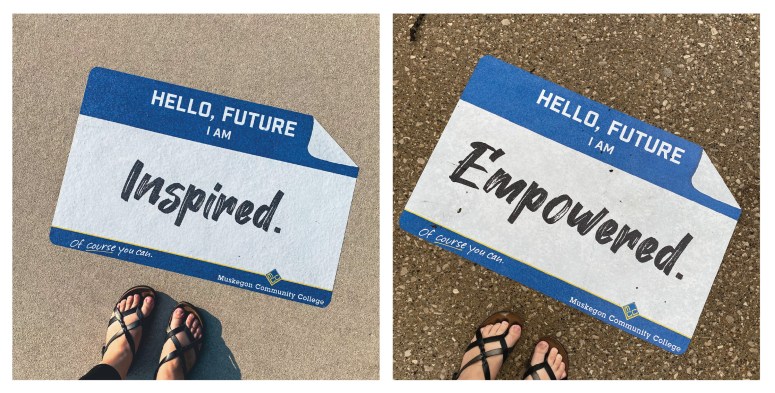 HELLO, FUTURE
I AM
Inspired.
Of course you can.
Muskegon Community College
HELLO, FUTURE
I AM
Empowered.
Of course you can.
Muskegon Community College